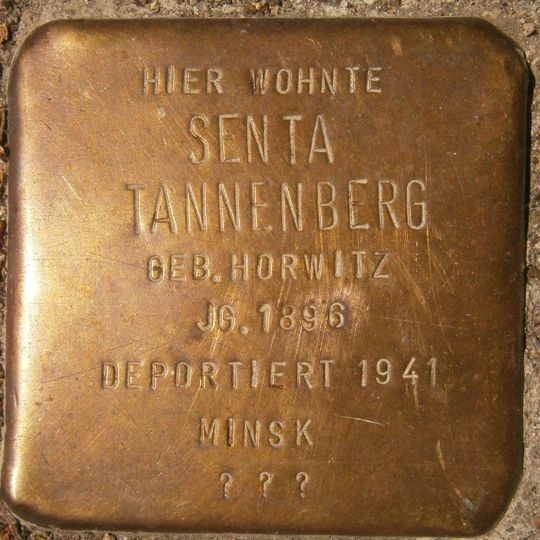 HIER WOHNTE
SENTA
TANNENBERG
GEB. HORWITZ
JG. 1896
DEPORTIERT 1941
MINSK
? ? ?